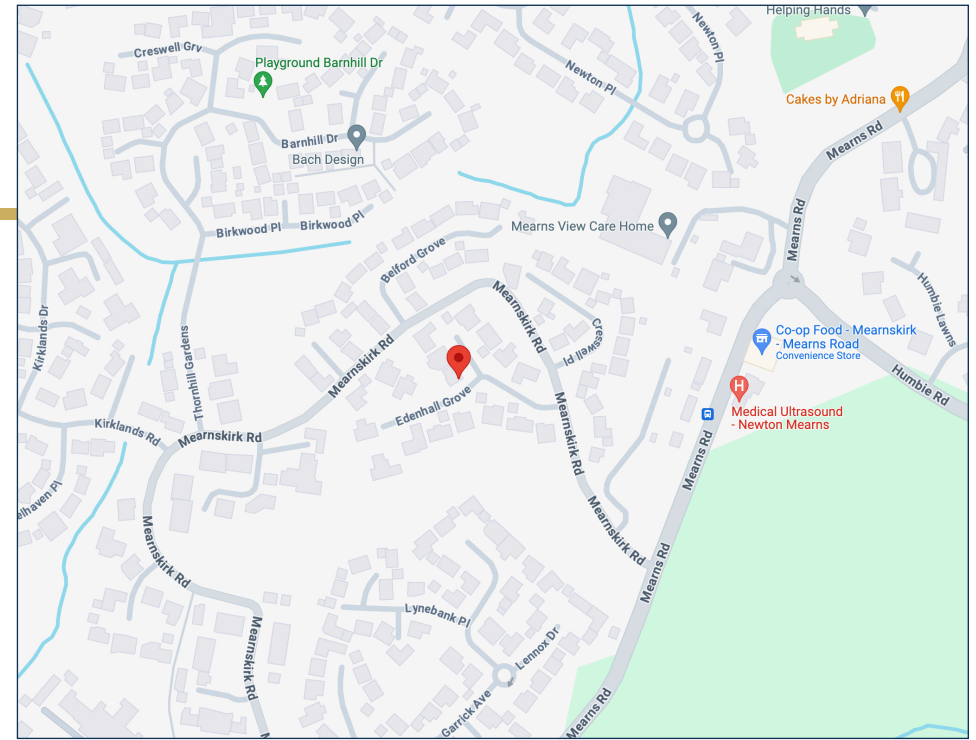 Helping Hands
Creswell Grv
Newton Pl
Playground Barnhill Dr
Newton Pl
Cakes by Adriana
Mearns Rd
Barnhill Dr
Bach Design
Mearns Rd
Birkwood Pl
Birkwood Pl
Mearns View Care Home
Belford Grove
Humbie Lawns
Mearnskirk Rd
Kirklands Dr
Cresswell Pl
Co-op Food - Mearnskirk
- Mearns Road
Convenience Store
Mearnskirk Rd
Thornhill Gardens
Humbie Rd
Edenhall Grove
Medical Ultrasound
- Newton Mearns
Kirklands Rd
Mearnskirk Rd
Mearnskirk Rd
Mearns Rd
elhaven Pl
Mearnskirk Rd
Mearnskirk Rd
Mearns Rd
Lynebank Pl
Mearnskirk Rd
Lennox Dr
Garrick Ave
Mearns Rd
H